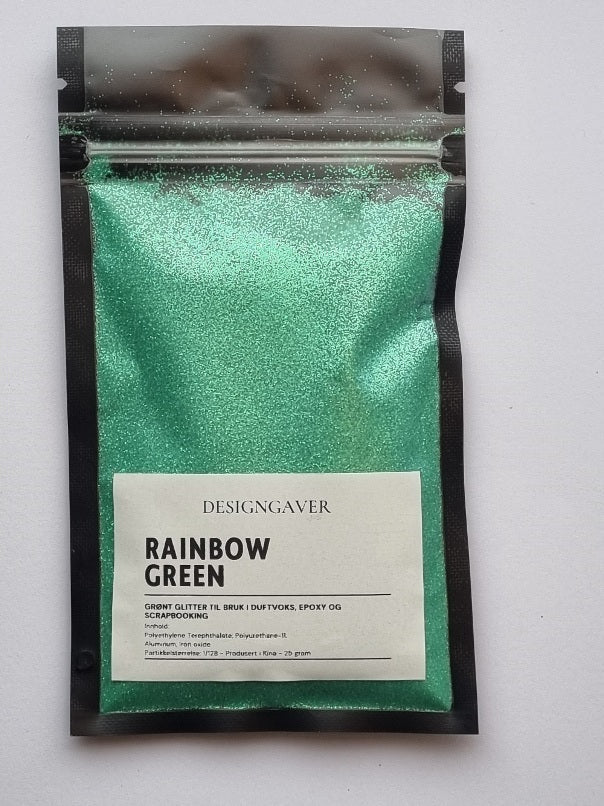 DESIGNGAVER
RAINBOW
GREEN
GRØNT GLITTER TIL BRUK I DUFTVOKS, EPOXY OG
SCRAPBOOKING
Innhold:
Polyethylene Terephthalate, Polyurethane-11,
Aluminum, Iron oxide.
Partikkelstørrelse: 1/128 - Produsert i Kina - 25 gram